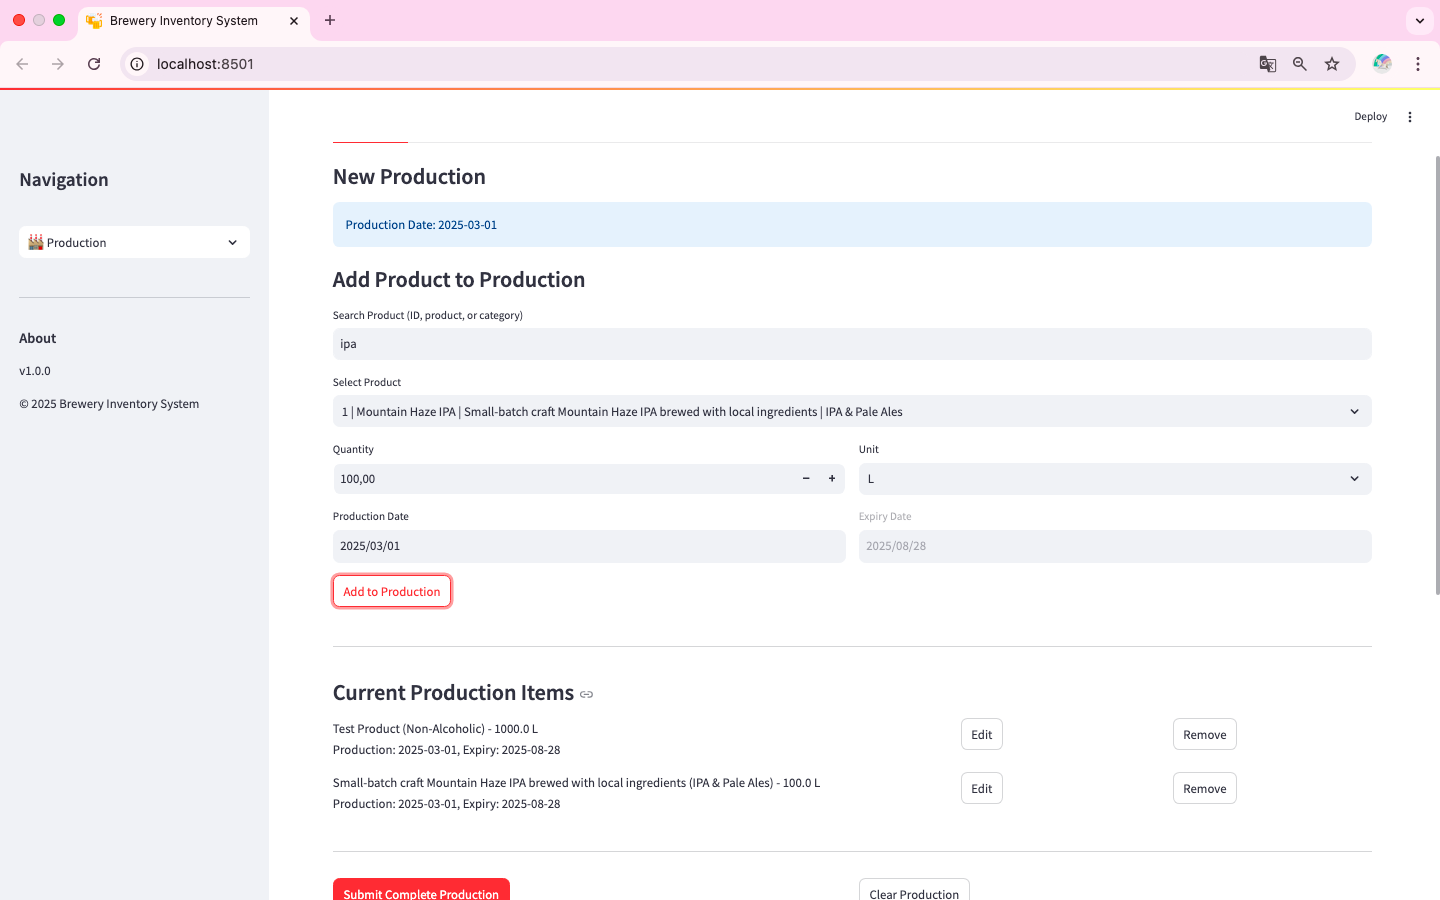 Brewery Inventory System
localhost:8501
Deploy
Navigation
Production
About
v1.0.0
© 2025 Brewery Inventory System
New Production
Production Date: 2025-03-01
Add Product to Production
Search Product (ID, product, or category)
ipa
Select Product
1 | Mountain Haze IPA | Small-batch craft Mountain Haze IPA brewed with local ingredients | IPA & Pale Ales
Quantity
Unit
100,00
L
Production Date
Expiry Date
2025/03/01
2025/08/28
Add to Production
Current Production Items
Test Product (Non-Alcoholic) - 1000.0 L
Production: 2025-03-01, Expiry: 2025-08-28
Edit
Remove
Small-batch craft Mountain Haze IPA brewed with local ingredients (IPA & Pale Ales) - 100.0 L
Production: 2025-03-01, Expiry: 2025-08-28
Edit
Remove
Submit Complete Production
Clear Production